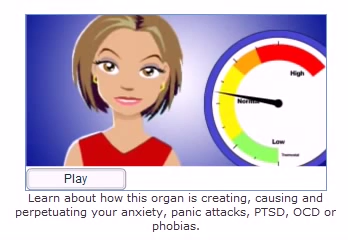 High
Normal
Low
Thermostat
Play
Learn about how this organ is creating, causing and
perpetuating your anxiety, panic attacks, PTSD, OCD or
phobias.